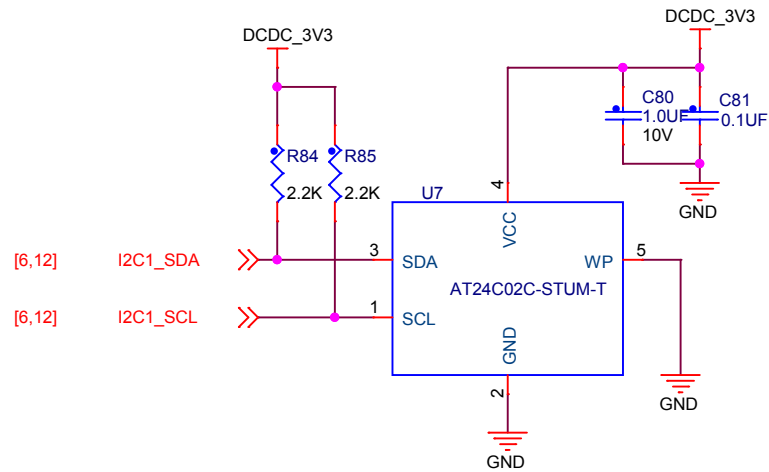 DCDC_3V3
DCDC_3V3
C80
1.0UF
10V
C81
0.1UF
R84
2.2K
R85
2.2K
U7
4
VCC
[6,12] I2C1_SDA
3
SDA
WP
5
AT24C02C-STUM-T
[6,12] I2C1_SCL
1
SCL
GND
2
GND
GND
GND